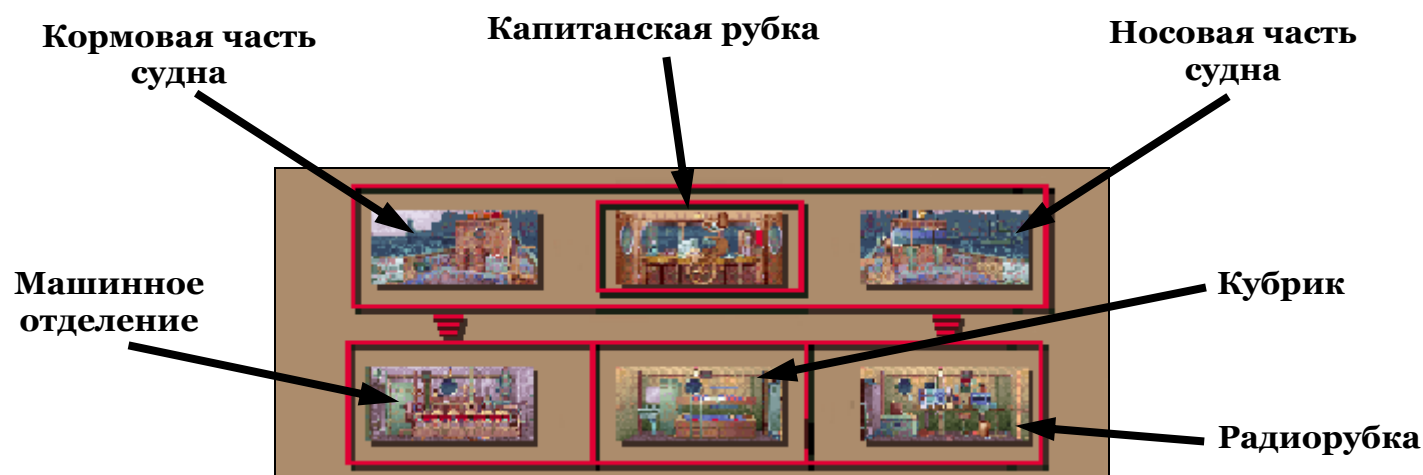 Кормовая часть
судна
Капитанская рубка
Носовая часть
судна
Машинное
отделение
Кубрик
Радиорубка